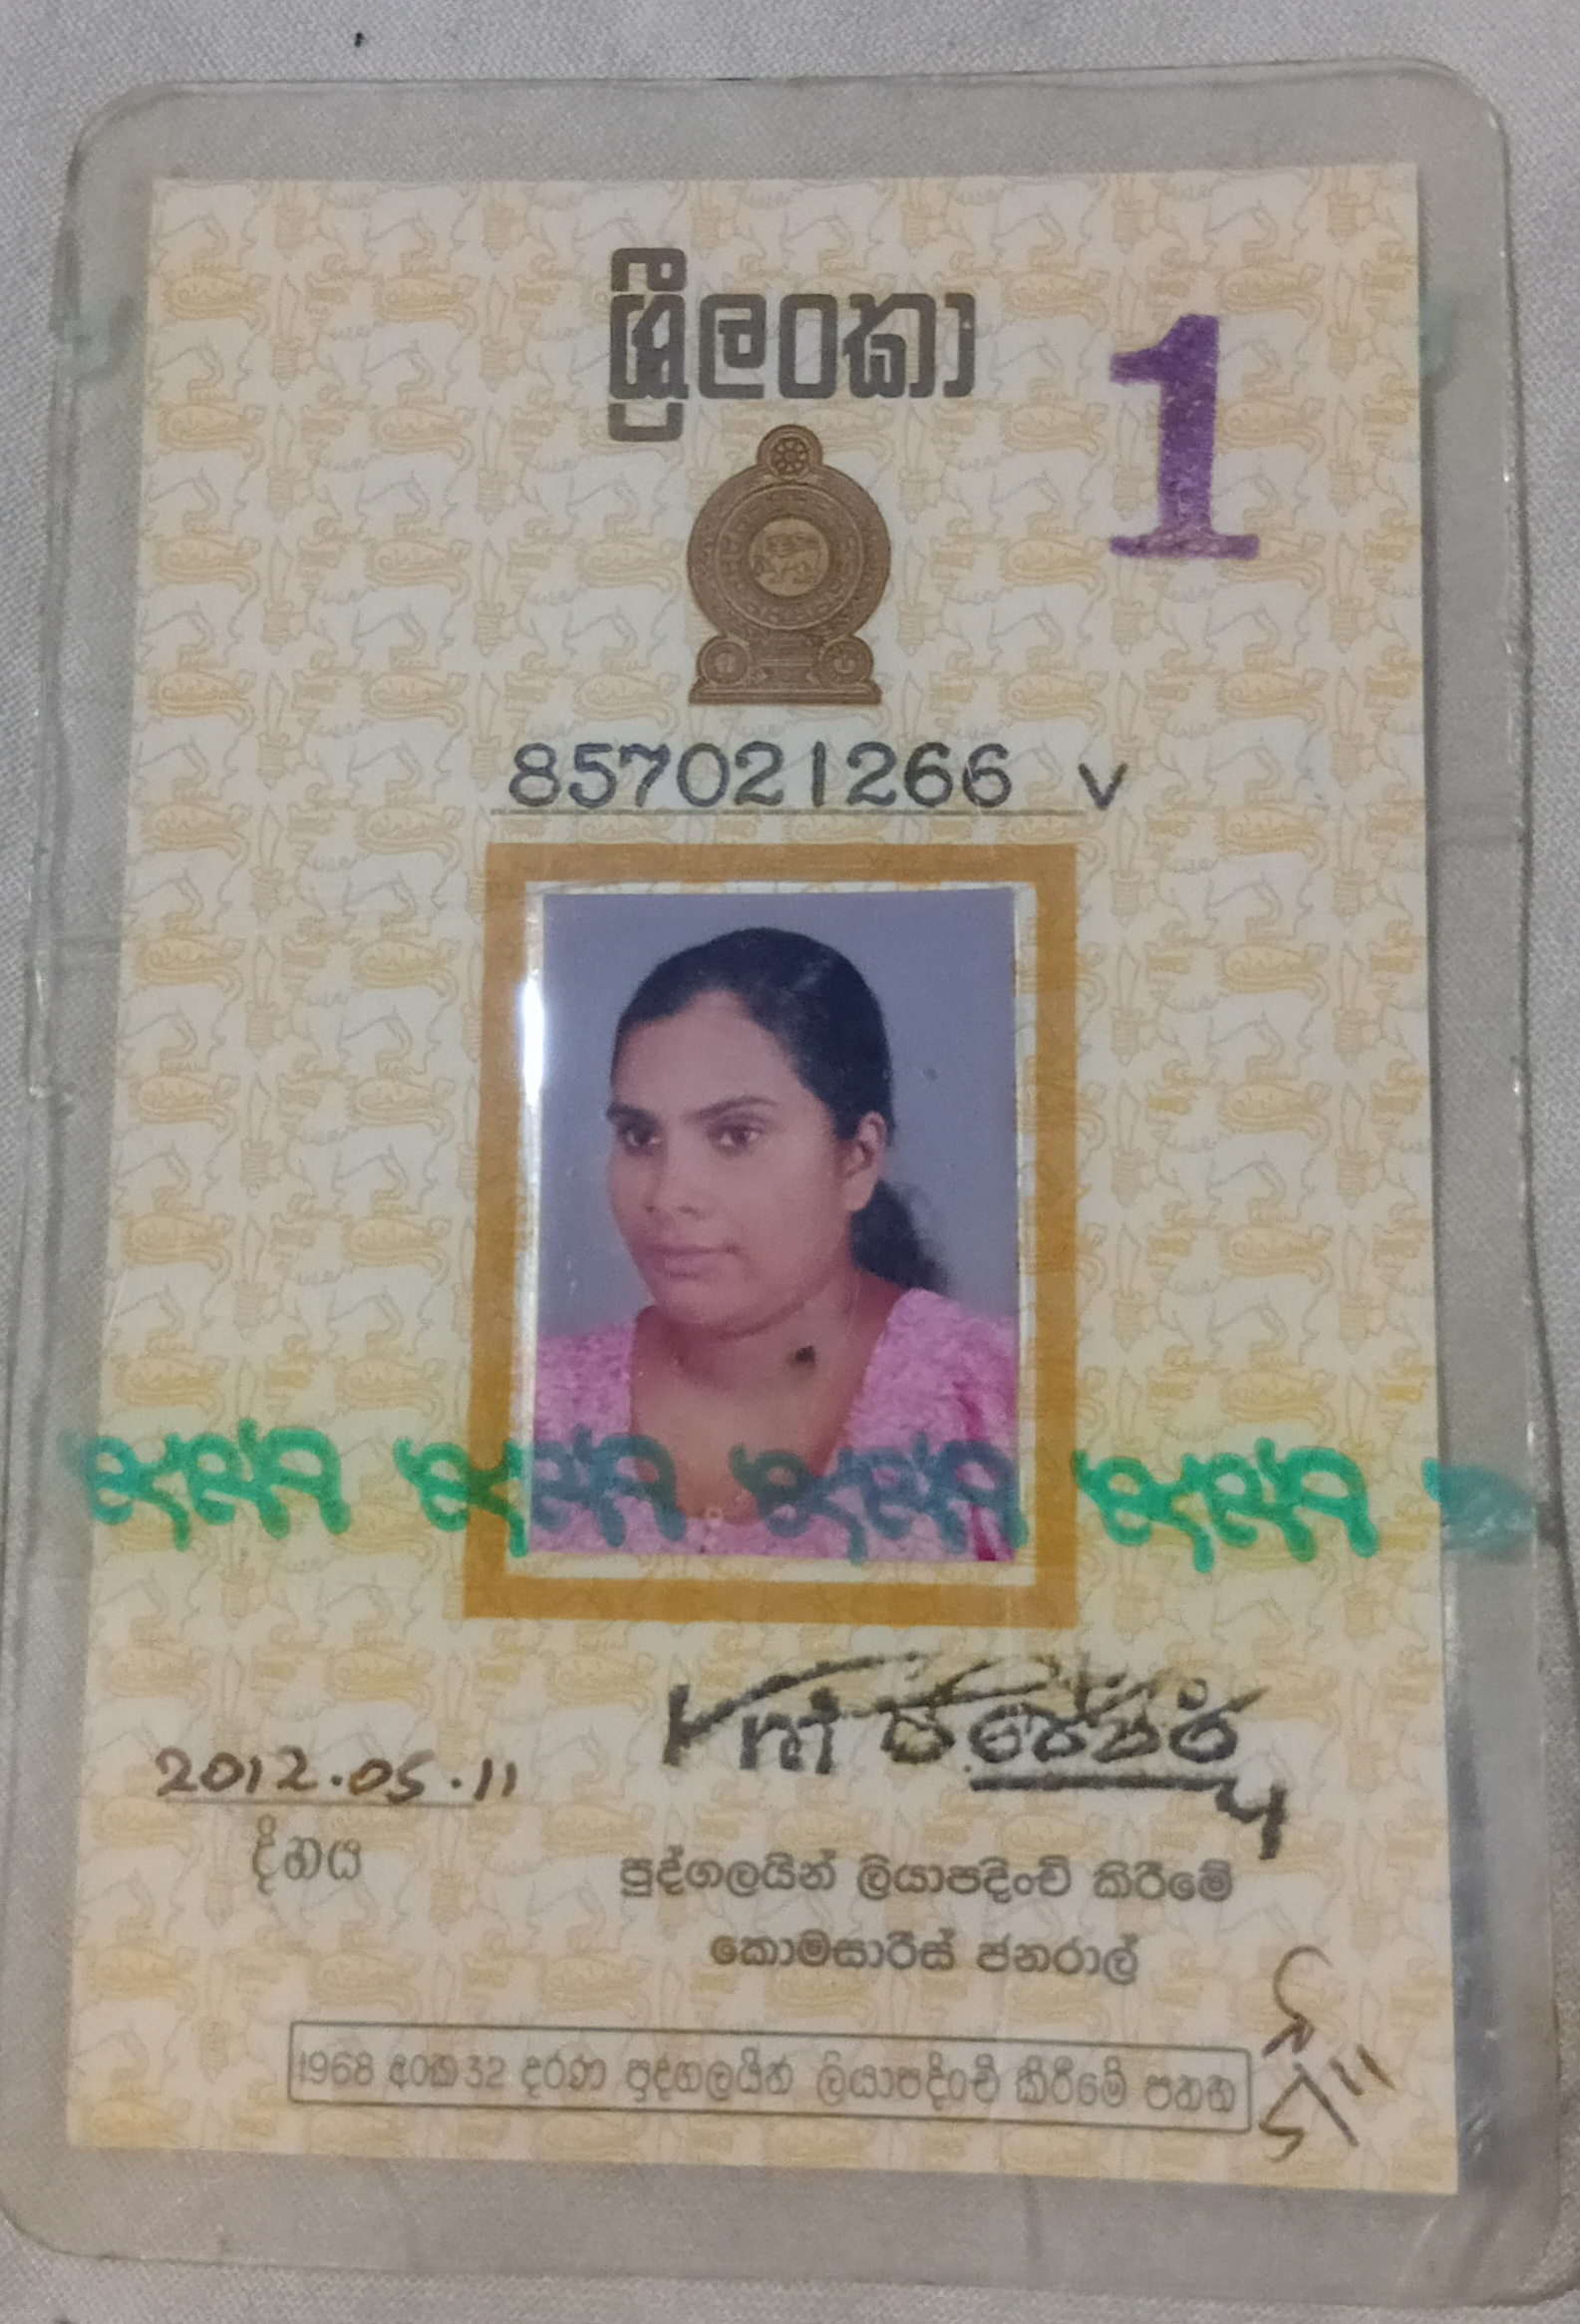 ශ්‍රී ලංකා
1
857021266 V
2012.05.11
දිනය
පුද්ගලයින් ලියාපදිංචි කිරීමේ
කොමසාරිස් ජනරාල්
1968 අංක 32 දරණ පුද්ගලයින් ලියාපදිංචි කිරීමේ පනත